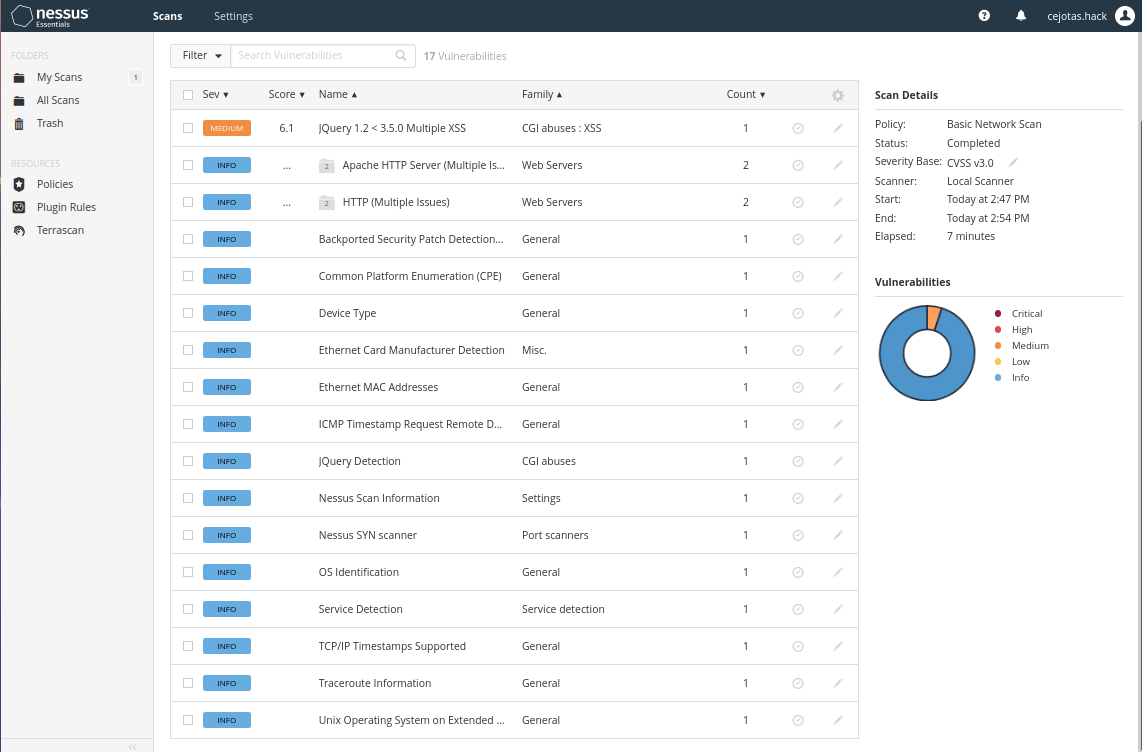 nessus Essentials Scans Settings cejotas.hack
FOLDERS
My Scans 1
All Scans
Trash
RESOURCES
Policies
Plugin Rules
Terrascan
Filter Search Vulnerabilities 17 Vulnerabilities
Sev Score Name Family Count
MEDIUM 6.1 JQuery 1.2 < 3.5.0 Multiple XSS CGI abuses : XSS 1
INFO ... 2 Apache HTTP Server (Multiple Is... Web Servers 2
INFO ... 2 HTTP (Multiple Issues) Web Servers 2
INFO Backported Security Patch Detection... General 1
INFO Common Platform Enumeration (CPE) General 1
INFO Device Type General 1
INFO Ethernet Card Manufacturer Detection Misc. 1
INFO Ethernet MAC Addresses General 1
INFO ICMP Timestamp Request Remote D... General 1
INFO JQuery Detection CGI abuses 1
INFO Nessus Scan Information Settings 1
INFO Nessus SYN scanner Port scanners 1
INFO OS Identification General 1
INFO Service Detection Service detection 1
INFO TCP/IP Timestamps Supported General 1
INFO Traceroute Information General 1
INFO Unix Operating System on Extended ... General 1
Scan Details
Policy: Basic Network Scan
Status: Completed
Severity Base: CVSS v3.0
Scanner: Local Scanner
Start: Today at 2:47 PM
End: Today at 2:54 PM
Elapsed: 7 minutes
Vulnerabilities
Critical
High
Medium
Low
Info